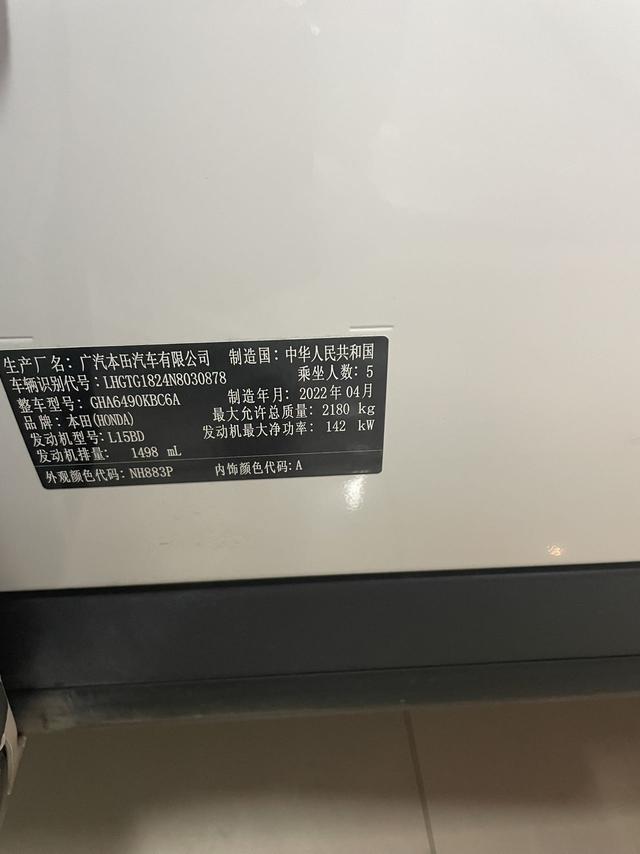 生产厂名：广汽本田汽车有限公司 制造国：中华人民共和国
车辆识别代号：LHGTG1824N8030878 乘坐人数：5
整车型号：GHA6490KBC6A 制造年月：2022年04月
品牌：本田(HONDA) 最大允许总质量：2180 kg
发动机型号：L15BD 发动机最大净功率：142 kW
发动机排量：1498 mL
外观颜色代码：NH883P 内饰颜色代码：A